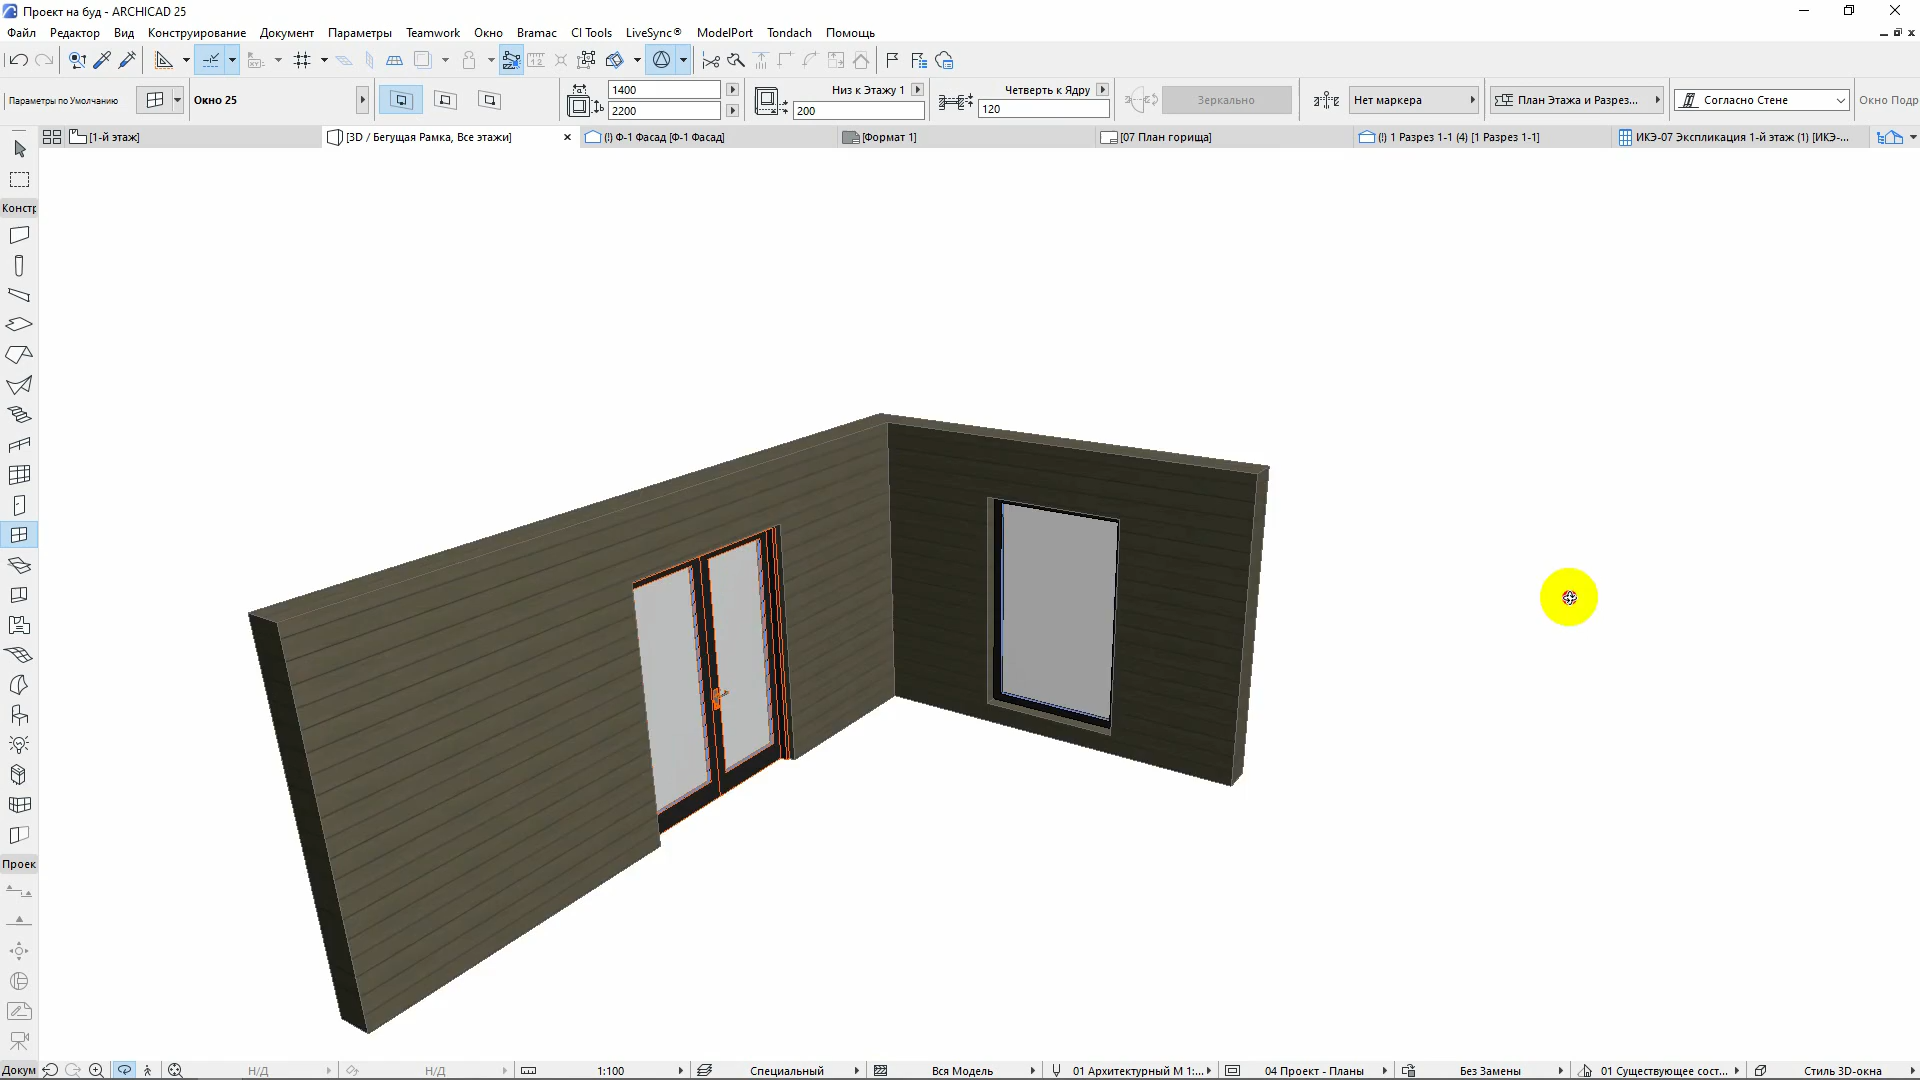 Проект на буд - ARCHICAD 25
Файл Редактор Вид Конструирование Документ Параметры Teamwork Окно Bramac CI Tools LiveSync® ModelPort Tondach Помощь
Параметры по Умолчанию
Окно 25
1400
2200
Низ к Этажу 1
200
Четверть к Ядру
120
Зеркально
Нет маркера
План Этажа и Разрез...
Согласно Стене
Окно Подр
[1-й этаж]
[3D / Бегущая Рамка, Все этажи]
(!) Ф-1 Фасад [Ф-1 Фасад]
[Формат 1]
[07 План горища]
(!) 1 Разрез 1-1 (4) [1 Разрез 1-1]
ИКЭ-07 Экспликация 1-й этаж (1) [ИКЭ-...
Констр
Проек
Докум
Н/Д
Н/Д
1:100
Специальный
Вся Модель
01 Архитектурный М 1:...
04 Проект - Планы
Без Замены
01 Существующее сост...
Стиль 3D-окна